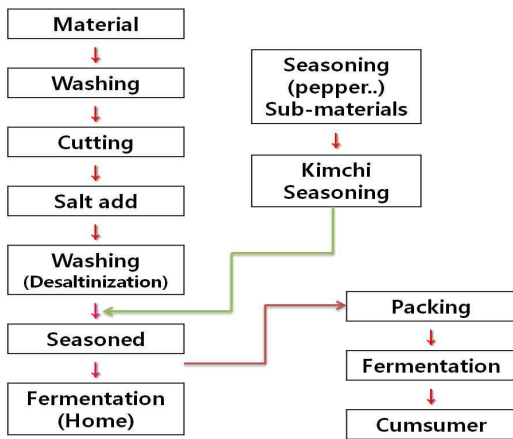 Material
Washing
Cutting
Salt add
Washing
(Desaltinization)
Seasoned
Fermentation
(Home)
Seasoning
(pepper..)
Sub-materials
Kimchi
Seasoning
Packing
Fermentation
Cumsumer